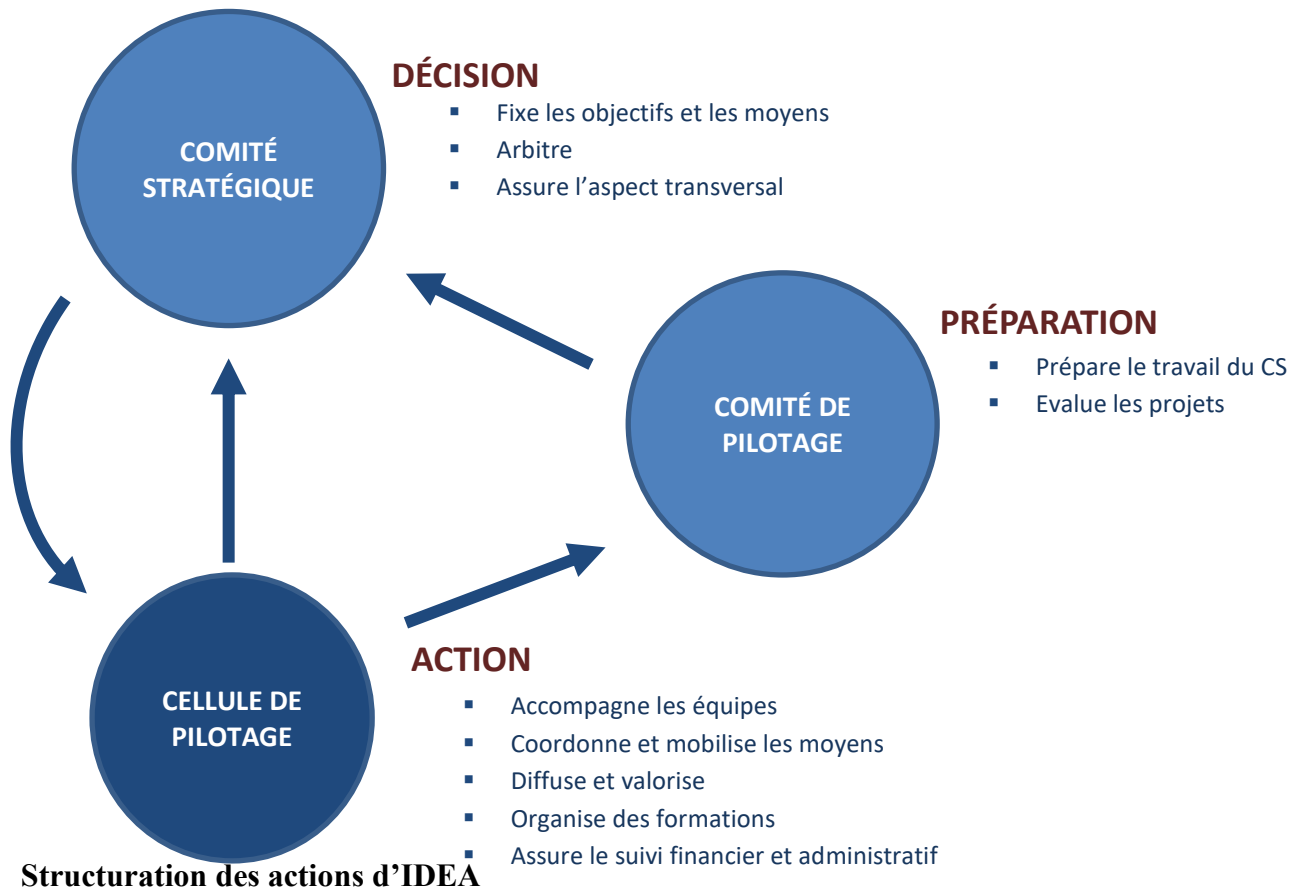 DÉCISION
▪ Fixe les objectifs et les moyens
▪ Arbitre
▪ Assure l’aspect transversal
COMITÉ
STRATÉGIQUE
PRÉPARATION
▪ Prépare le travail du CS
▪ Evalue les projets
COMITÉ DE
PILOTAGE
ACTION
▪ Accompagne les équipes
▪ Coordonne et mobilise les moyens
▪ Diffuse et valorise
▪ Organise des formations
▪ Assure le suivi financier et administratif
CELLULE DE
PILOTAGE
Structuration des actions d’IDEA